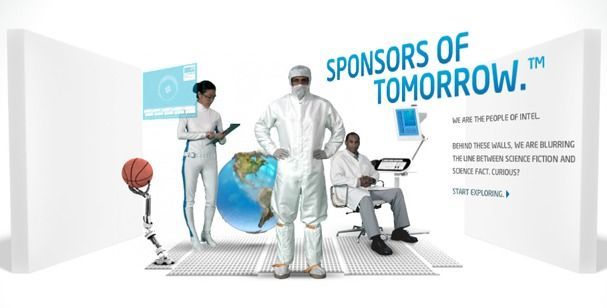 SPONSORS OF
TOMORROW.™
WE ARE THE PEOPLE OF INTEL.
BEHIND THESE WALLS, WE ARE BLURRING
THE LINE BETWEEN SCIENCE FICTION AND
SCIENCE FACT. CURIOUS?
START EXPLORING.